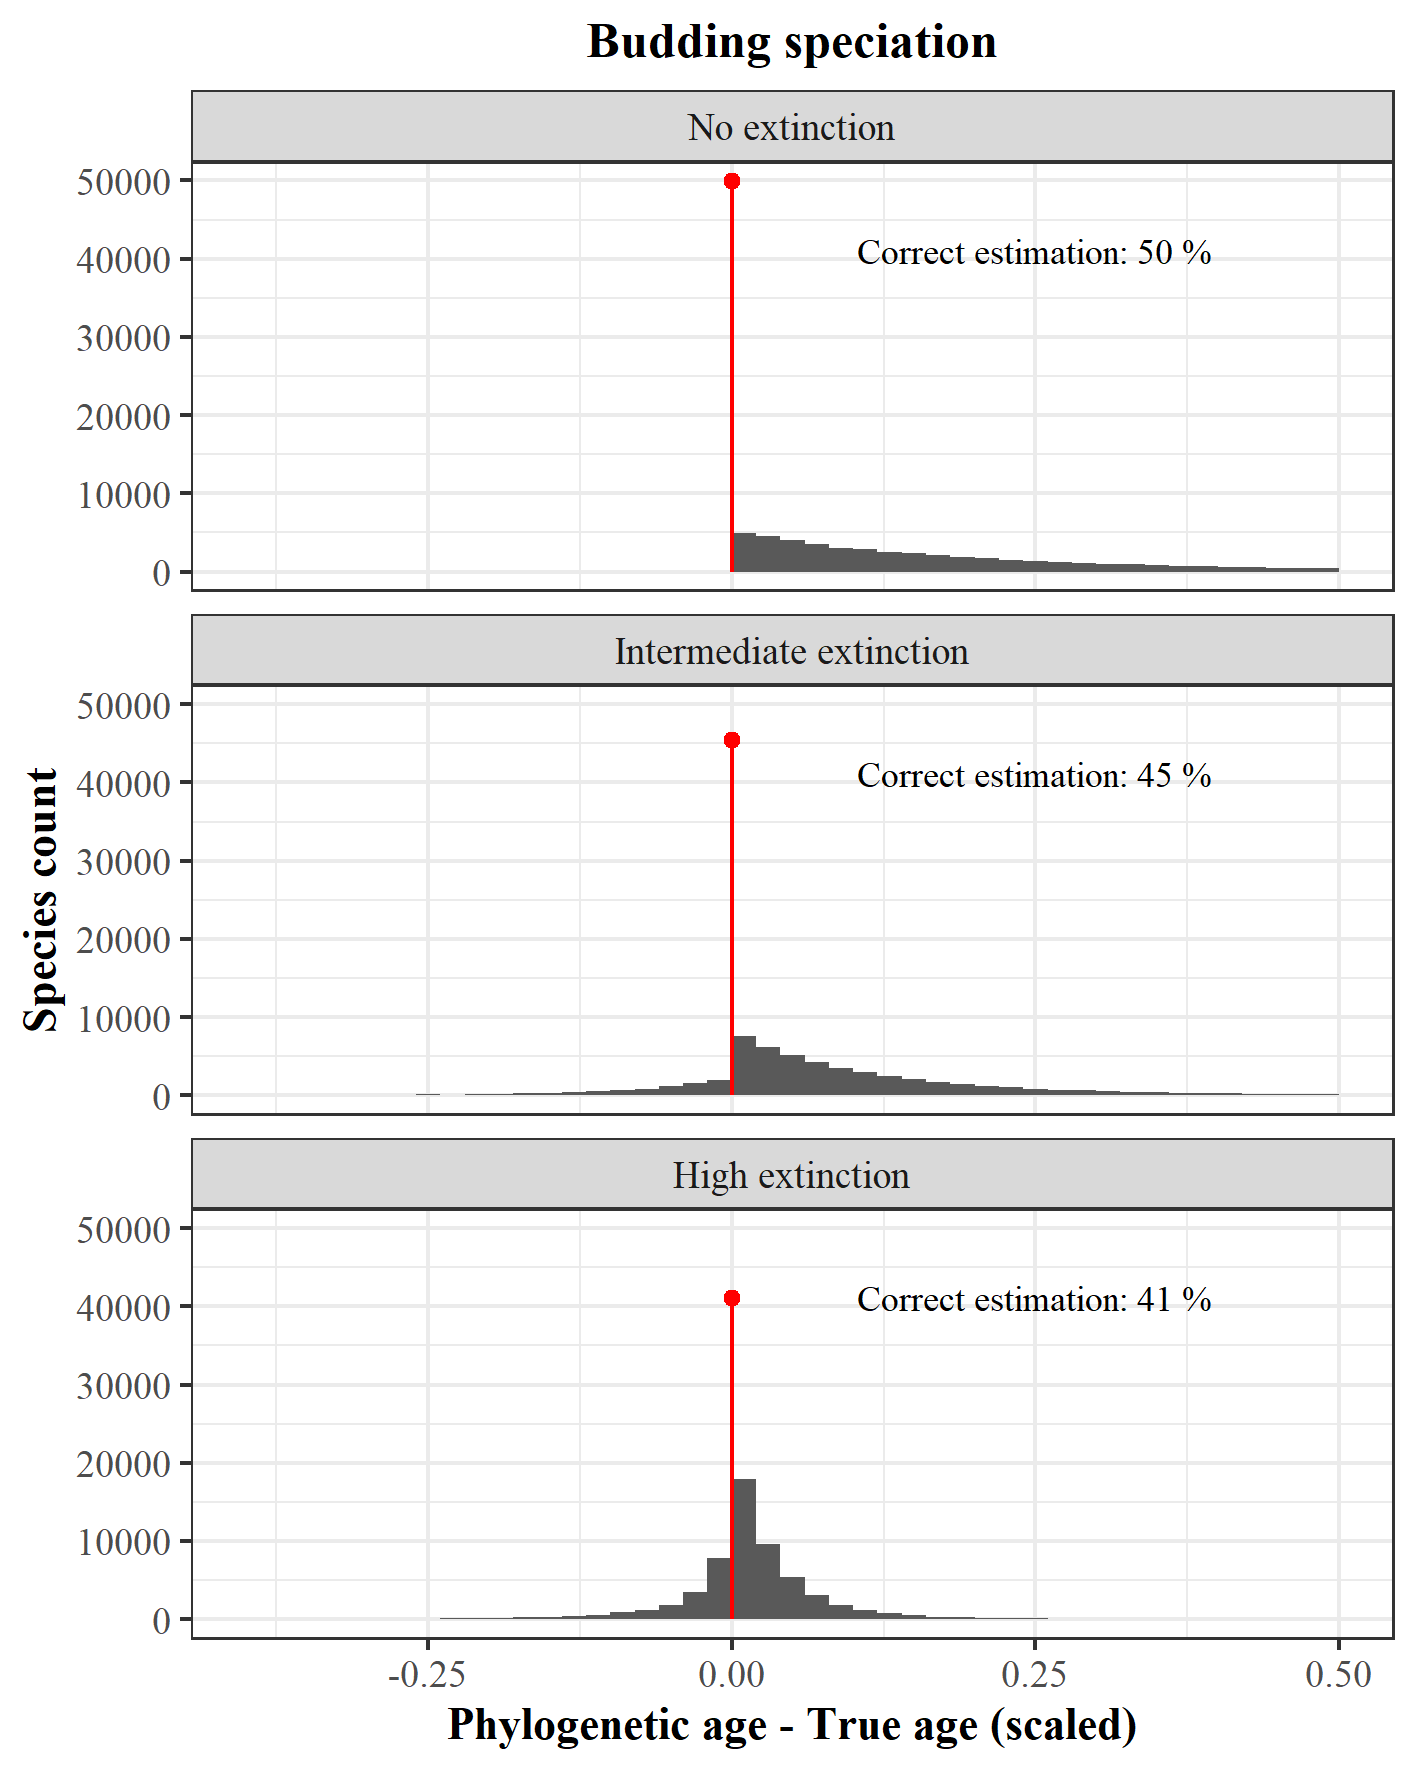 Budding speciation
No extinction
50000
40000
30000
20000
10000
0
Correct estimation: 50 %
Intermediate extinction
50000
40000
30000
20000
10000
0
Correct estimation: 45 %
Species count
High extinction
50000
40000
30000
20000
10000
0
Correct estimation: 41 %
-0.25 0.00 0.25 0.50
Phylogenetic age - True age (scaled)